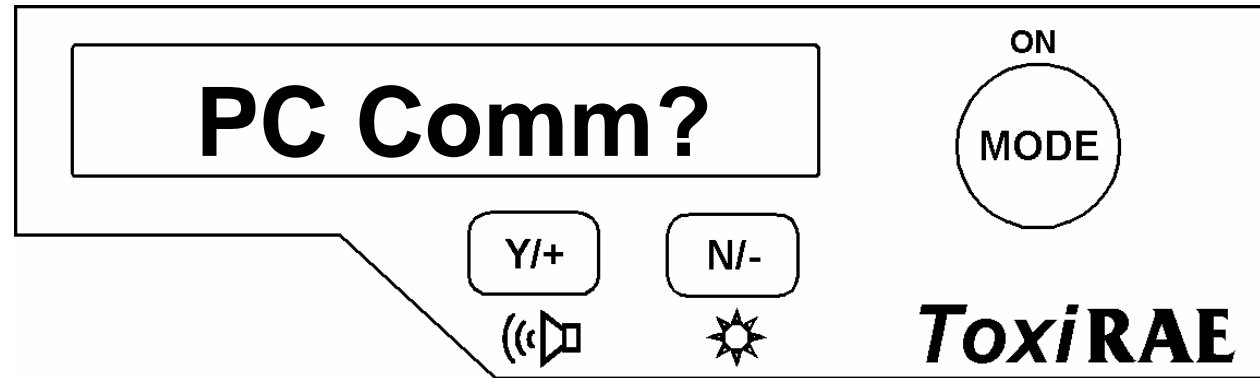 ON
PC Comm?
MODE
Y/+
N/-
ToxiRAE